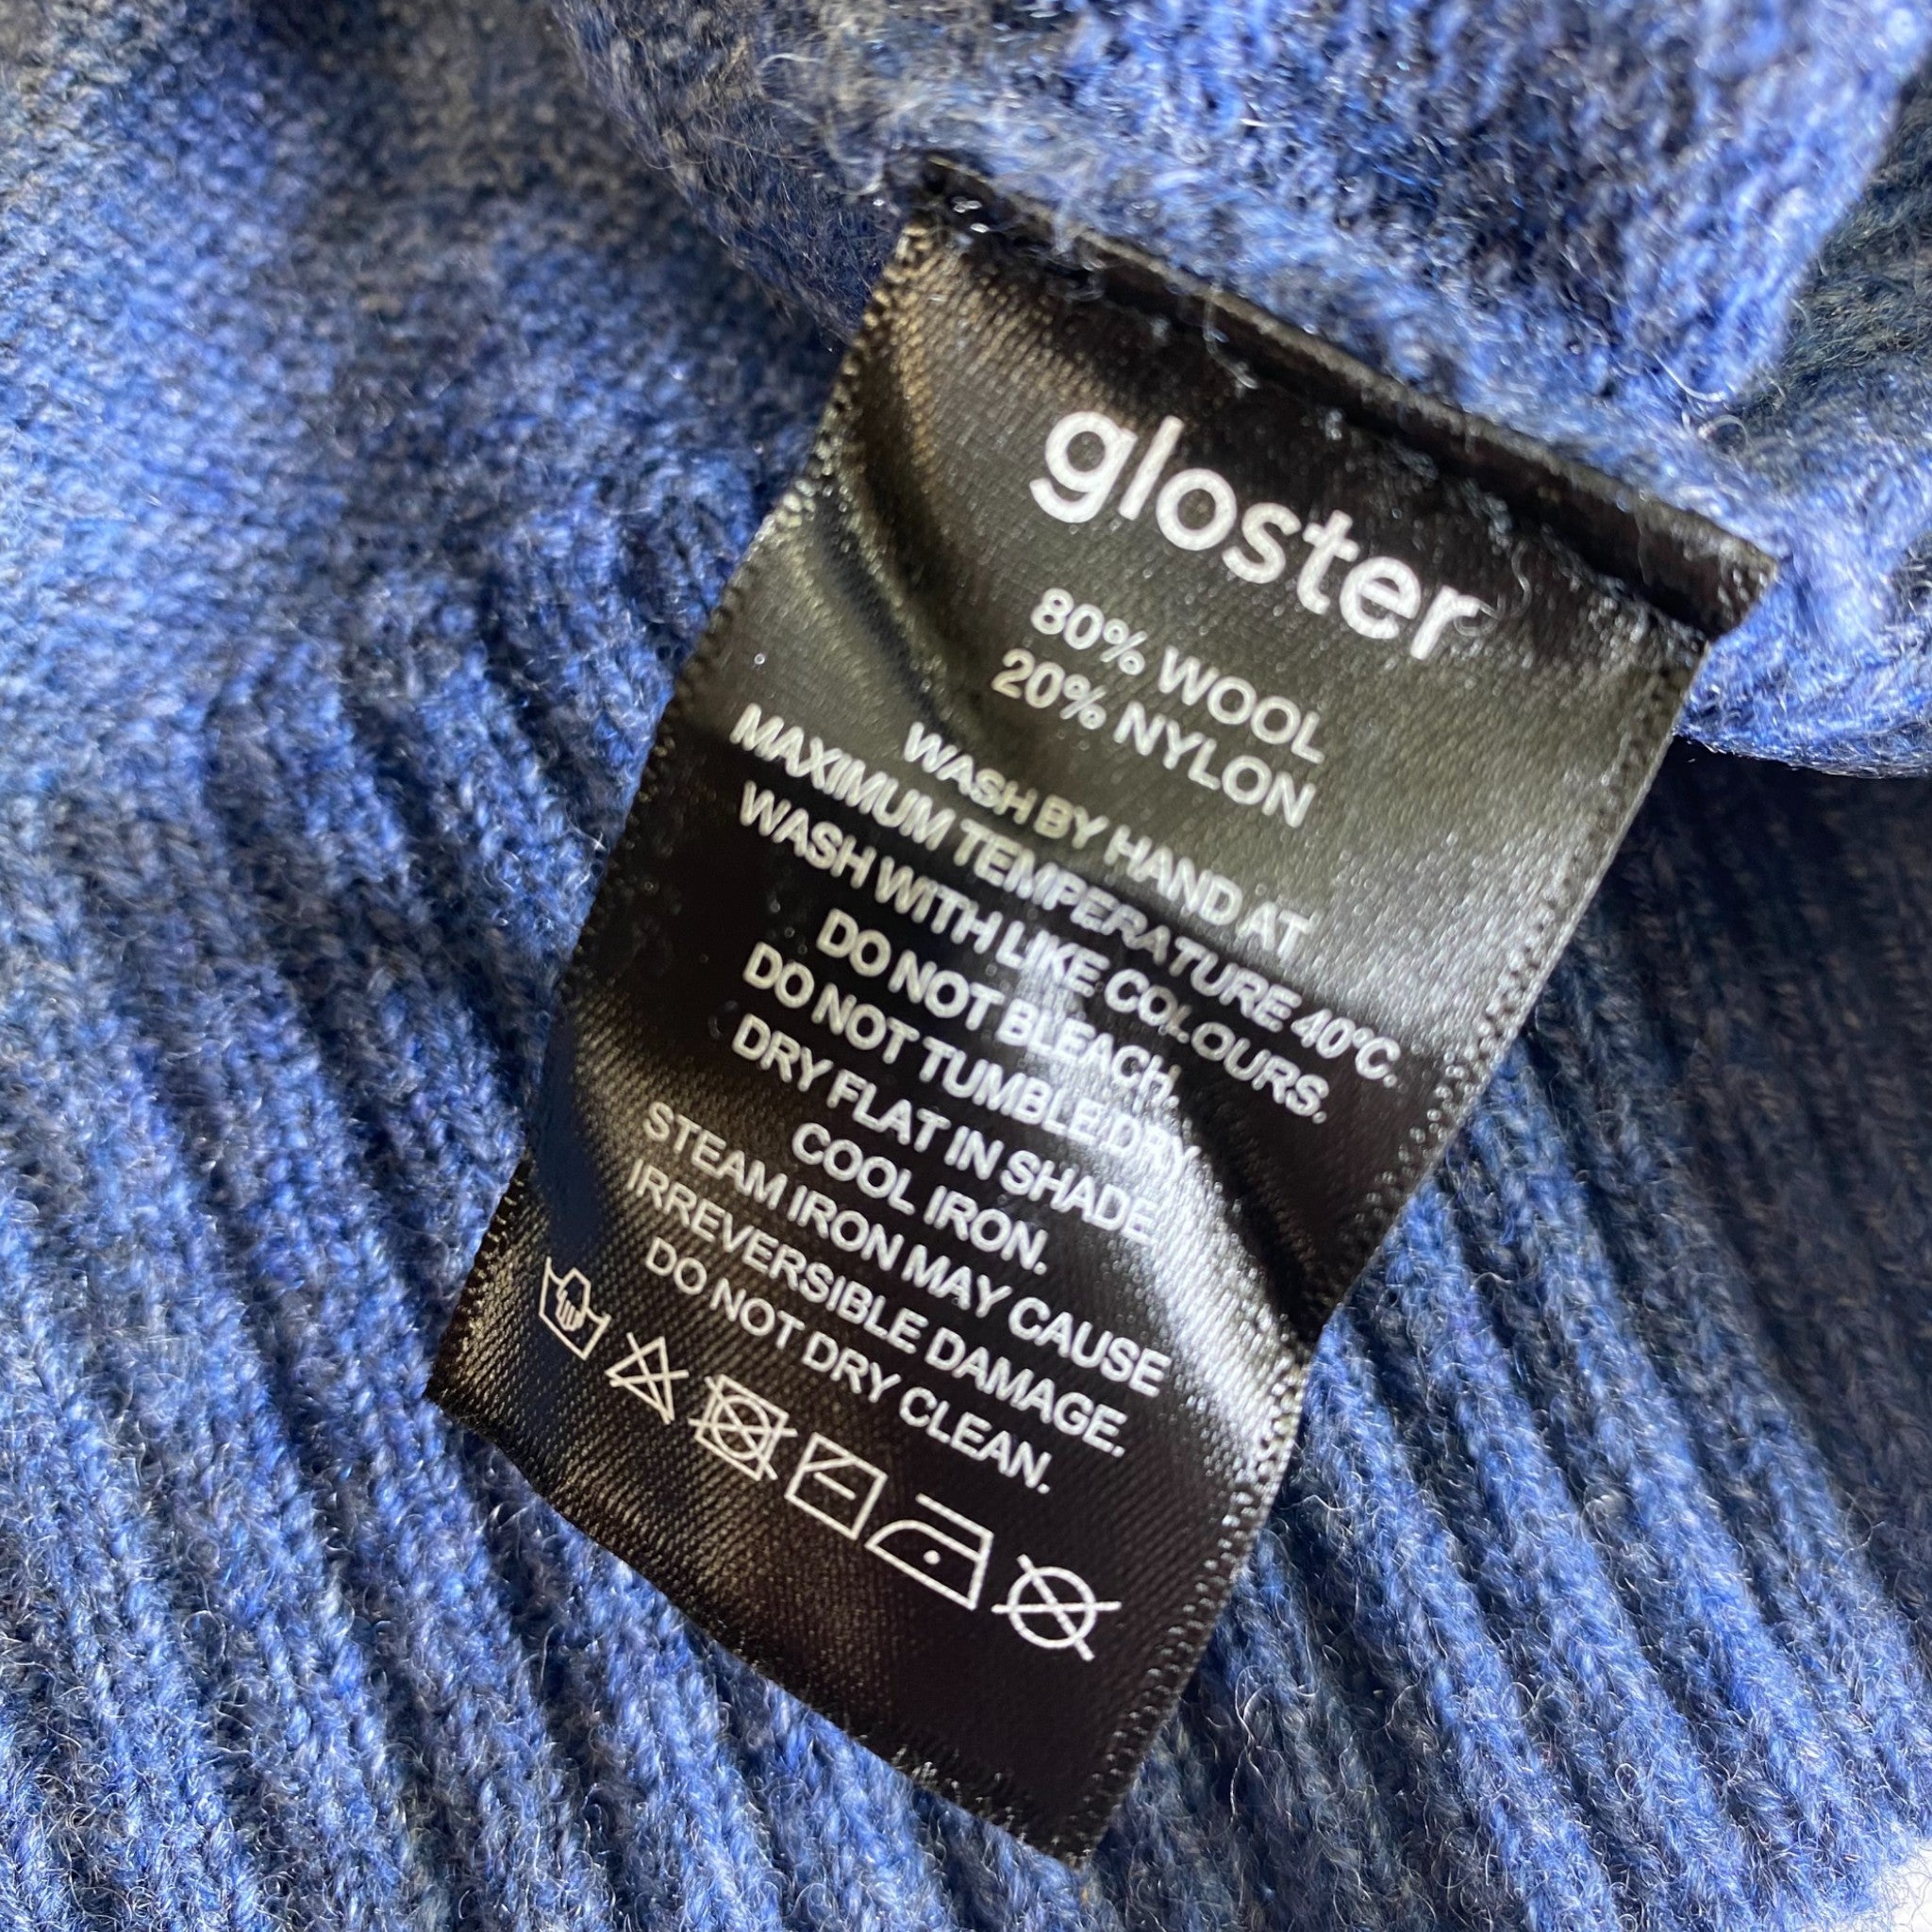 gloster
80% WOOL
20% NYLON
WASH BY HAND AT
MAXIMUM TEMPERATURE 40°C.
WASH WITH LIKE COLOURS.
DO NOT BLEACH.
DO NOT TUMBLE DRY
DRY FLAT IN SHADE
COOL IRON.
STEAM IRON MAY CAUSE
IRREVERSIBLE DAMAGE.
DO NOT DRY CLEAN.